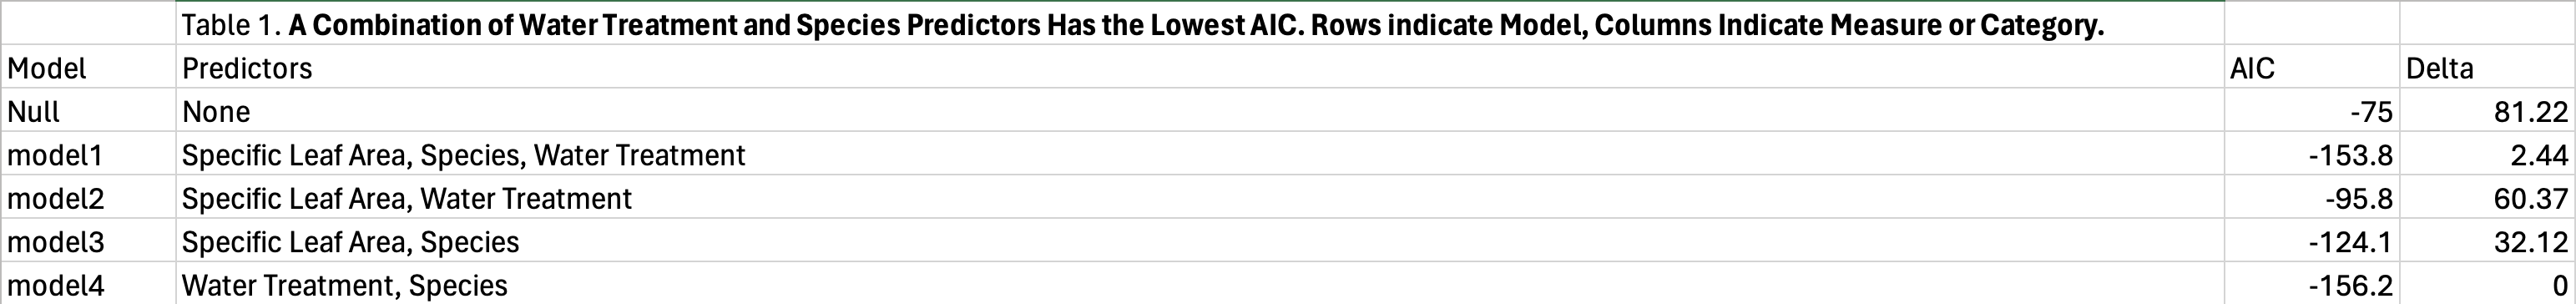 Table 1. A Combination of Water Treatment and Species Predictors Has the Lowest AIC. Rows indicate Model, Columns Indicate Measure or Category.
Model Predictors AIC Delta
Null None -75 81.22
model1 Specific Leaf Area, Species, Water Treatment -153.8 2.44
model2 Specific Leaf Area, Water Treatment -95.8 60.37
model3 Specific Leaf Area, Species -124.1 32.12
model4 Water Treatment, Species -156.2 0